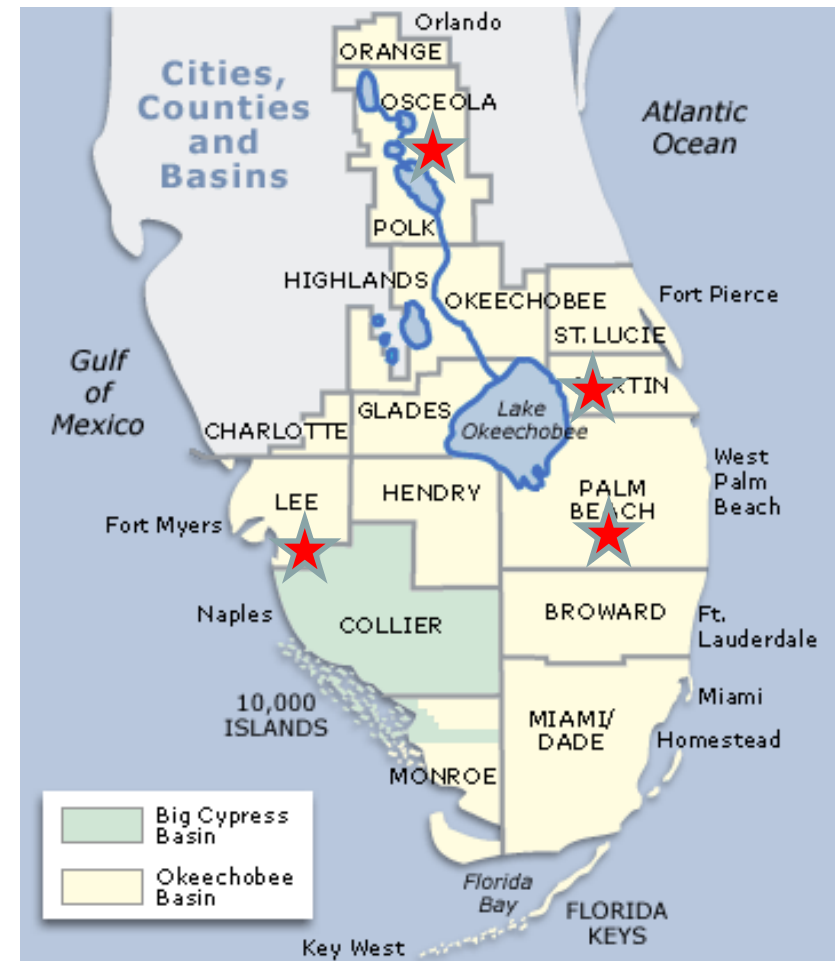 Orlando
ORANGE
Cities,
Counties
and
Basins
OSCEOLA
Atlantic
Ocean
POLK
HIGHLANDS
OKEECHOBEE
Fort Pierce
ST. LUCIE
Gulf
of
Mexico
RTIN
GLADES
Lake
Okeechobee
CHARLOTTE
West
Palm
Beach
LEE
HENDRY
PALM
BEACH
Fort Myers
Naples
COLLIER
BROWARD
Ft.
Lauderdale
10,000
ISLANDS
Miami
MIAMI/
DADE
Homestead
MONROE
Big Cypress
Basin
Okeechobee
Basin
Florida
Bay
FLORIDA
KEYS
Key West